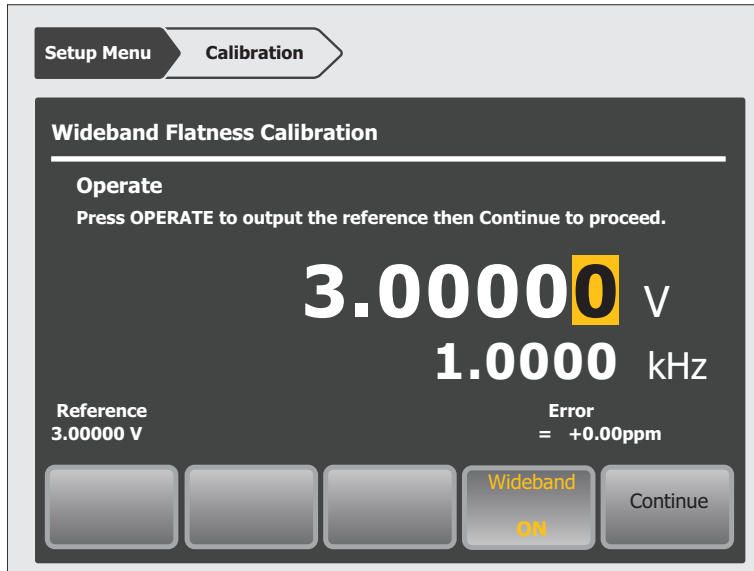 Setup Menu
Calibration
Wideband Flatness Calibration
Operate
Press OPERATE to output the reference then Continue to proceed.
3.00000 V
1.0000 kHz
Reference
3.00000 V
Error
= +0.00ppm
Wideband
ON
Continue